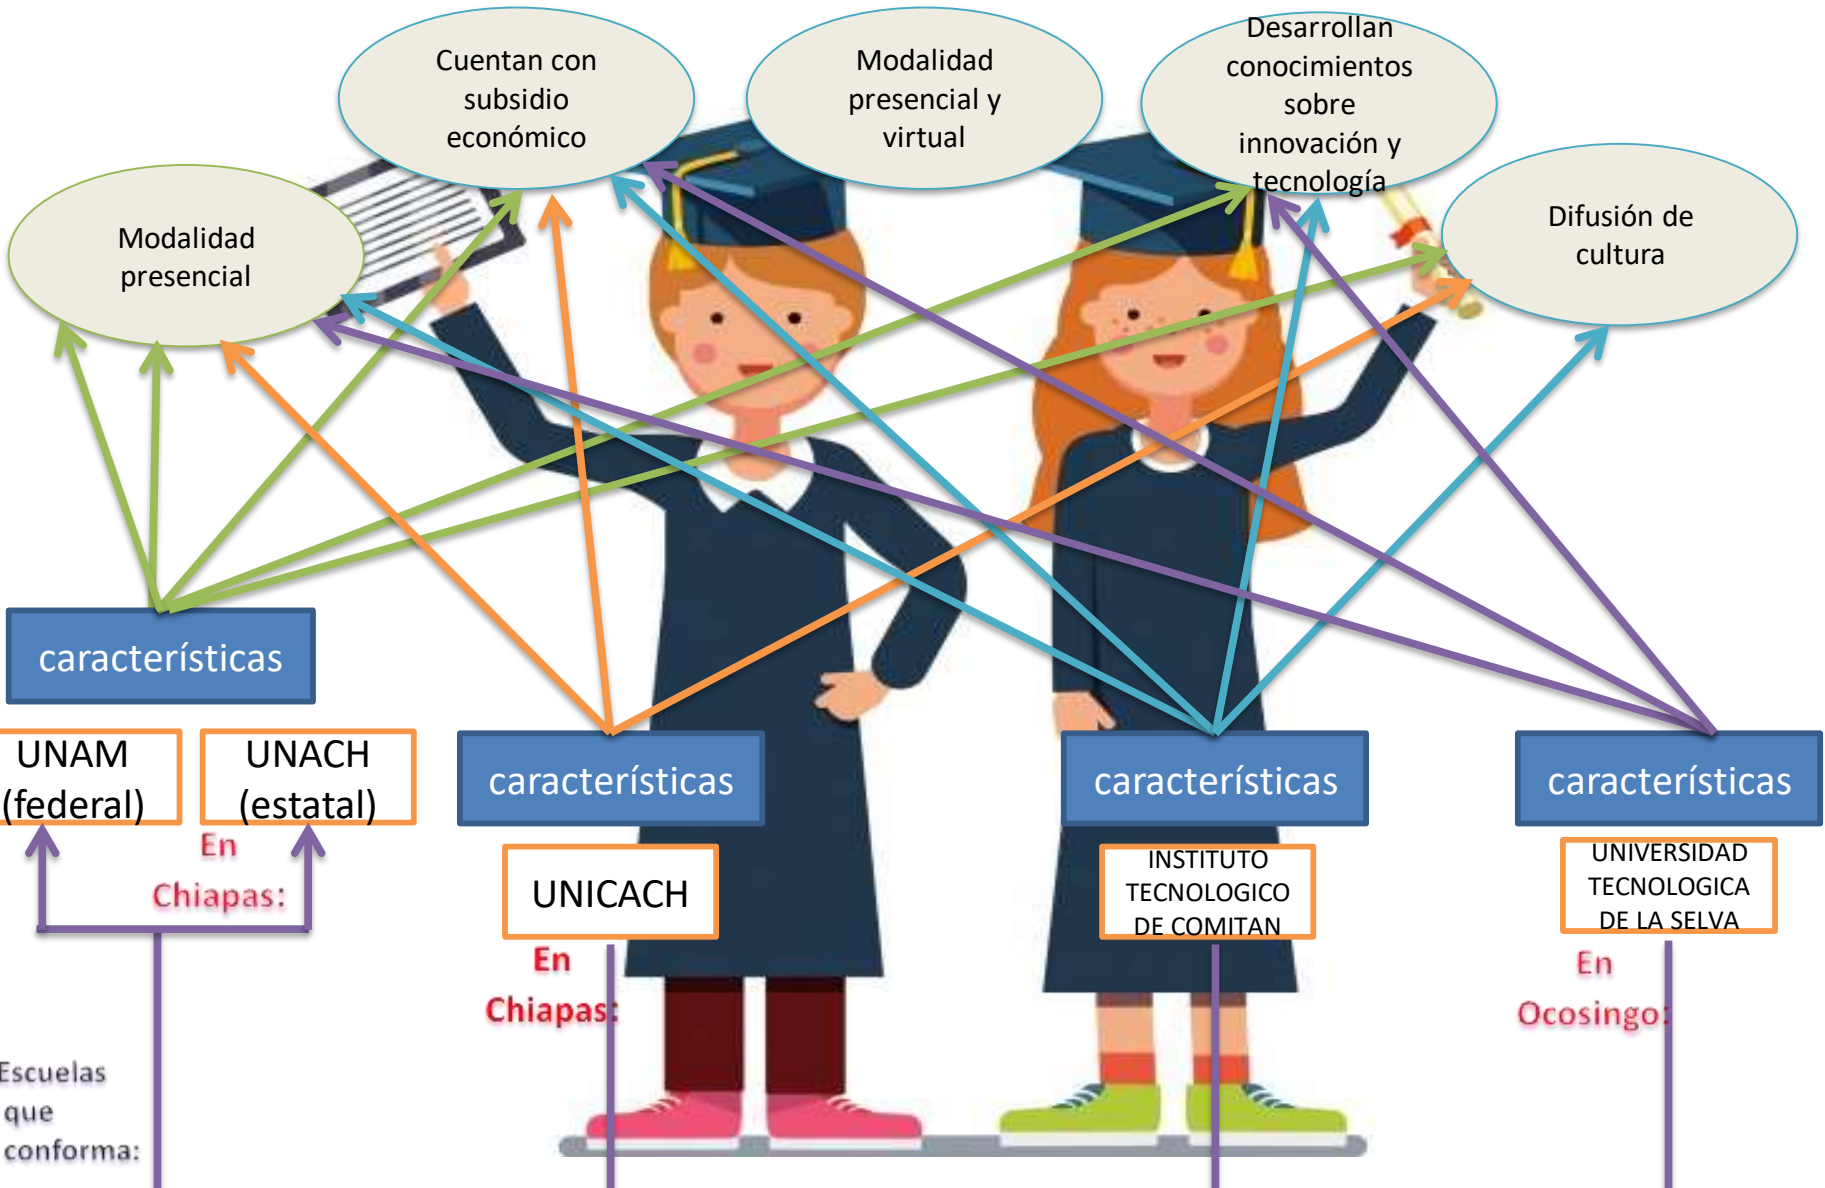 Cuentan con
subsidio
económico
Modalidad
presencial y
virtual
Desarrollan
conocimientos
sobre
innovación y
tecnología
Modalidad
presencial
Difusión de
cultura
características
UNAM
(federal)
UNACH
(estatal)
En
Chiapas:
características
UNICACH
En
Chiapas:
características
INSTITUTO
TECNOLOGICO
DE COMITAN
características
UNIVERSIDAD
TECNOLOGICA
DE LA SELVA
En
Ocosingo:
Escuelas
que
conforma: